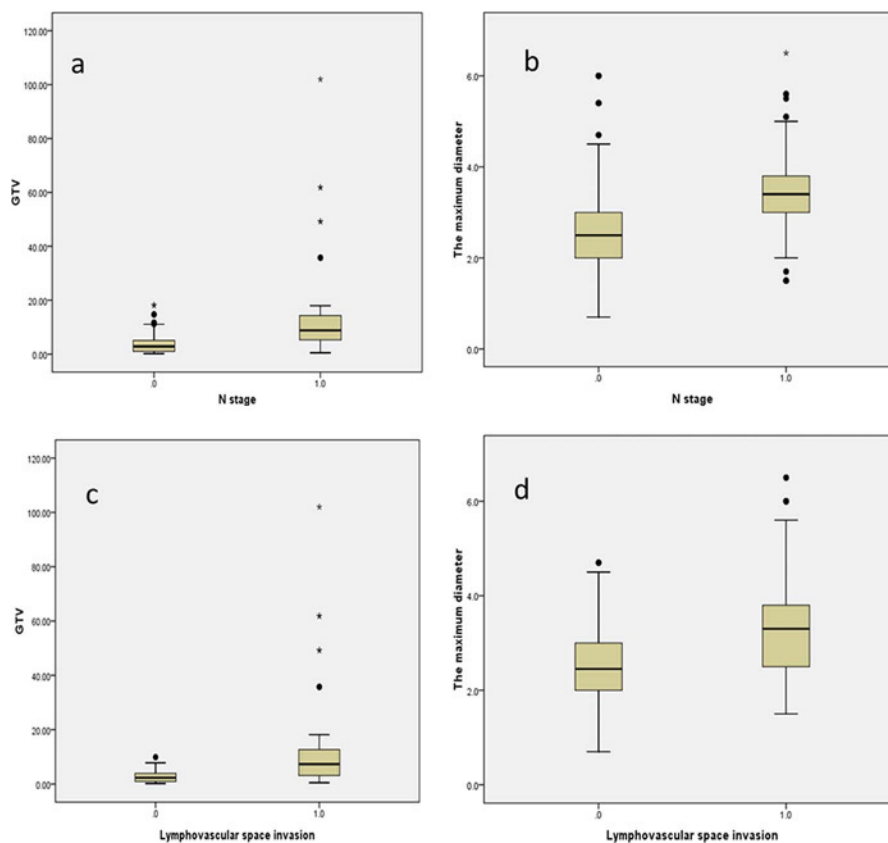 a
GTV
120.00
100.00
80.00
60.00
40.00
20.00
0.00
.0
1.0
N stage
b
The maximum diameter
6.0
4.0
2.0
0.0
.0
1.0
N stage
c
GTV
120.00
100.00
80.00
60.00
40.00
20.00
0.00
.0
1.0
Lymphovascular space invasion
d
The maximum diameter
6.0
4.0
2.0
0.0
.0
1.0
Lymphovascular space invasion